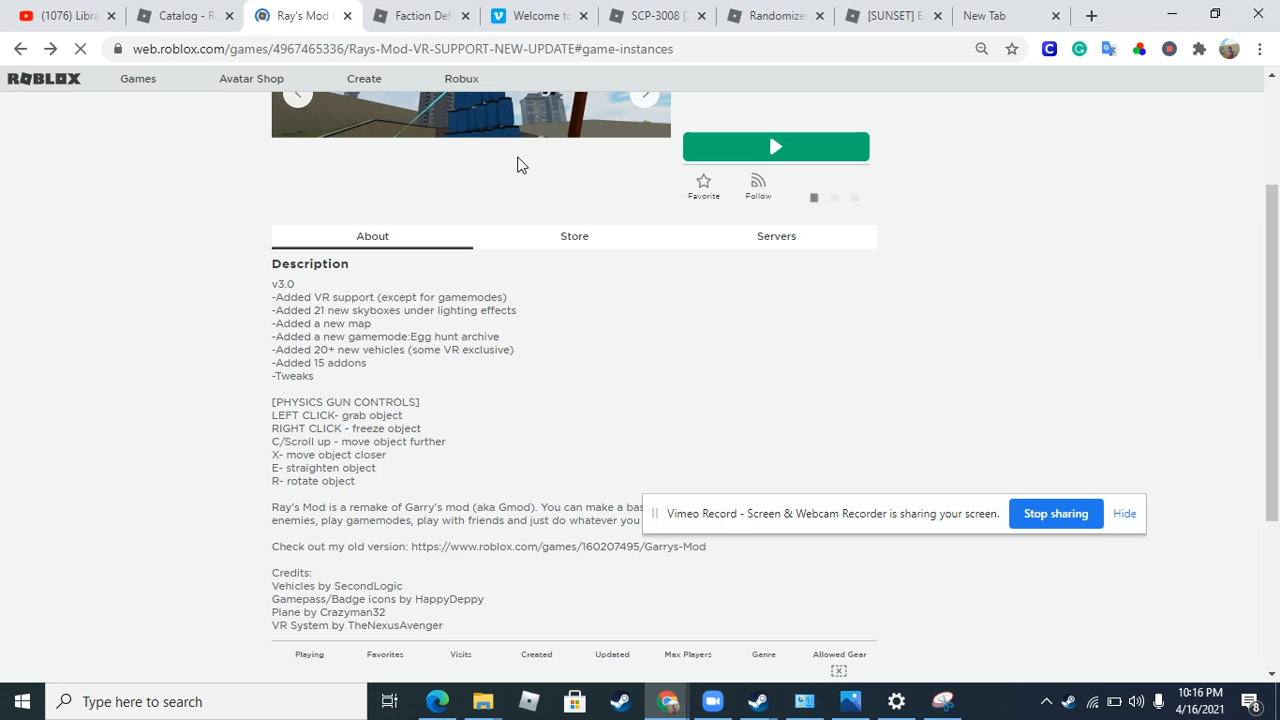 (1076) Libra
Catalog - Ro
Ray's Mod (
Faction Def
Welcome to
SCP-3008 [2
Randomize
[SUNSET] E
New Tab
web.roblox.com/games/4967465336/Rays-Mod-VR-SUPPORT-NEW-UPDATE#game-instances
ROBLOX
Games
Avatar Shop
Create
Robux
Favorite
Follow
About
Store
Servers
Description
v3.0
-Added VR support (except for gamemodes)
-Added 21 new skyboxes under lighting effects
-Added a new map
-Added a new gamemode:Egg hunt archive
-Added 20+ new vehicles (some VR exclusive)
-Added 15 addons
-Tweaks
[PHYSICS GUN CONTROLS]
LEFT CLICK- grab object
RIGHT CLICK - freeze object
C/Scroll up - move object further
X- move object closer
E- straighten object
R- rotate object
Ray's Mod is a remake of Garry's mod (aka Gmod). You can make a bas
enemies, play gamemodes, play with friends and just do whatever you
Vimeo Record - Screen & Webcam Recorder is sharing your screen.
Stop sharing
Hide
Check out my old version: https://www.roblox.com/games/160207495/Garrys-Mod
Credits:
Vehicles by SecondLogic
Gamepass/Badge icons by HappyDeppy
Plane by Crazyman32
VR System by TheNexusAvenger
Playing
Favorites
Visits
Created
Updated
Max Players
Genre
Allowed Gear
Type here to search
10:16 PM
4/16/2021
8